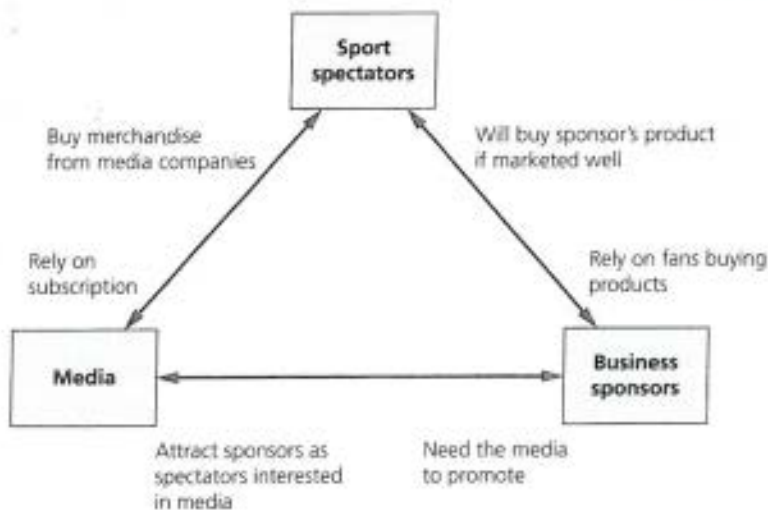 Sport
spectators
Buy merchandise
from media companies
Will buy sponsor's product
if marketed well
Rely on
subscription
Rely on fans buying
products
Media
Business
sponsors
Attract sponsors as
spectators interested
in media
Need the media
to promote